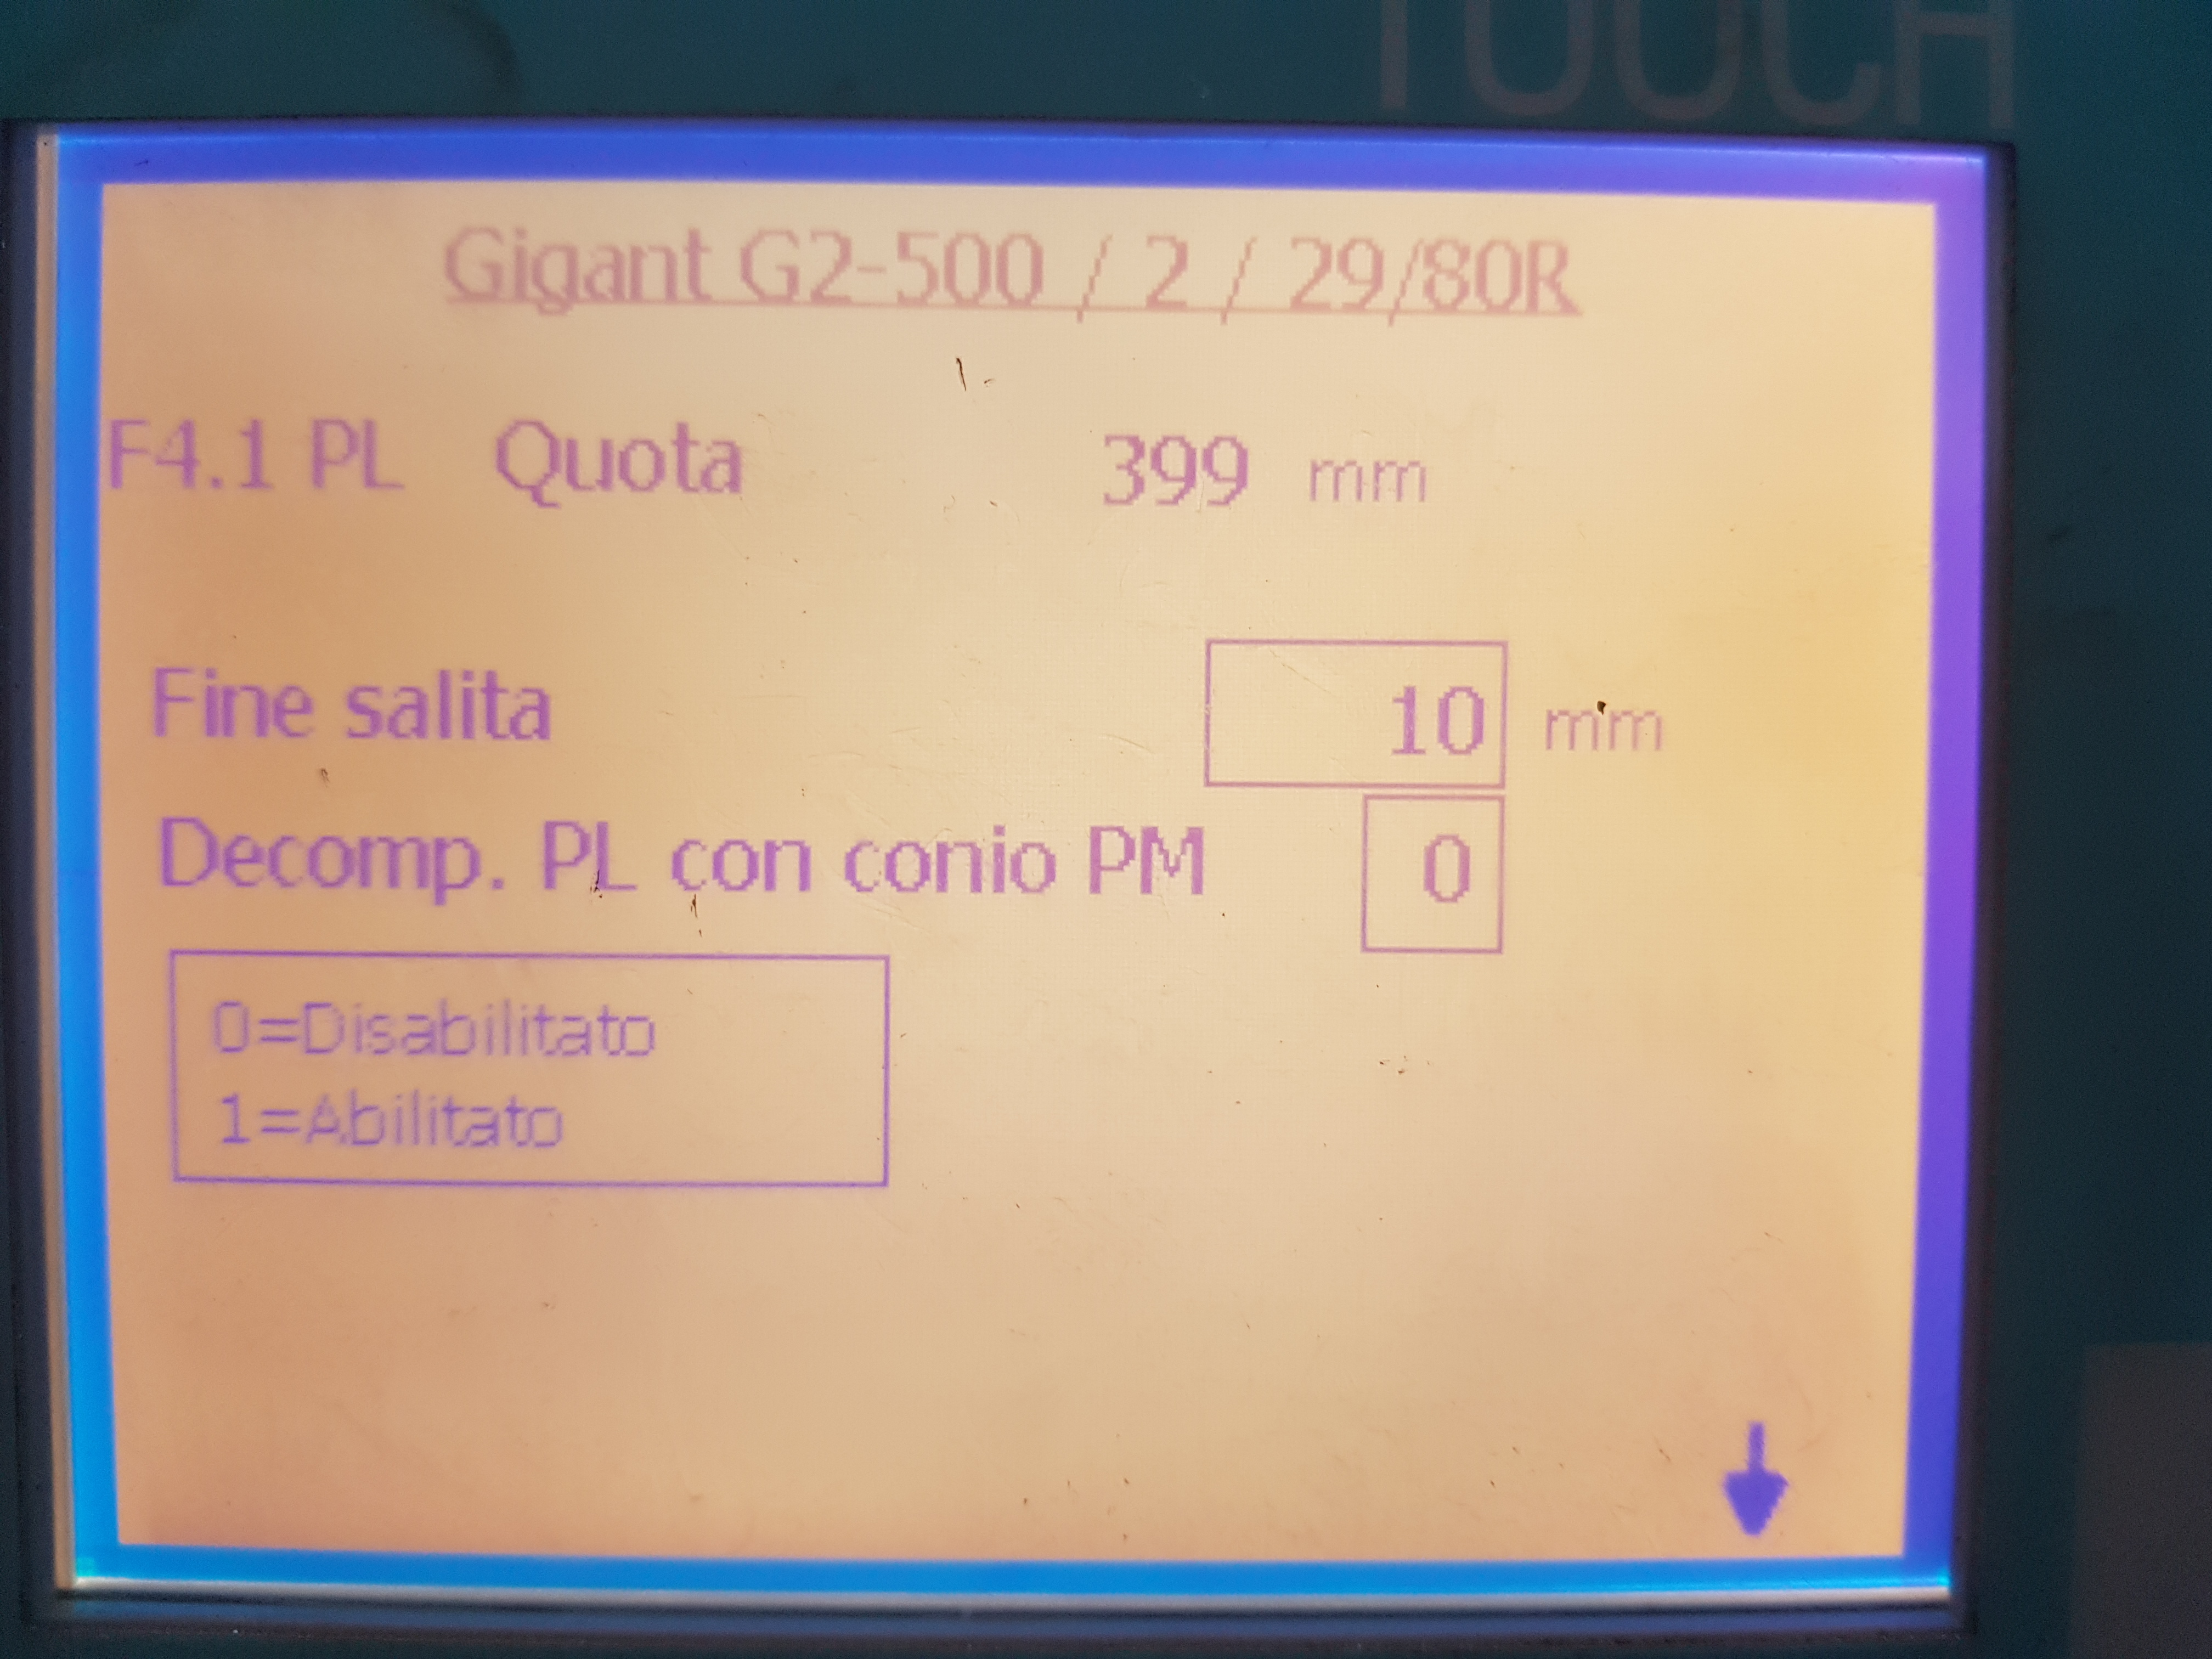 TOUCH
Gigant G2-500 / 2 / 29/80R
F4.1 PL Quota 399 mm
Fine salita 10 mm
Decomp. PL con conio PM 0
0=Disabilitato
1=Abilitato